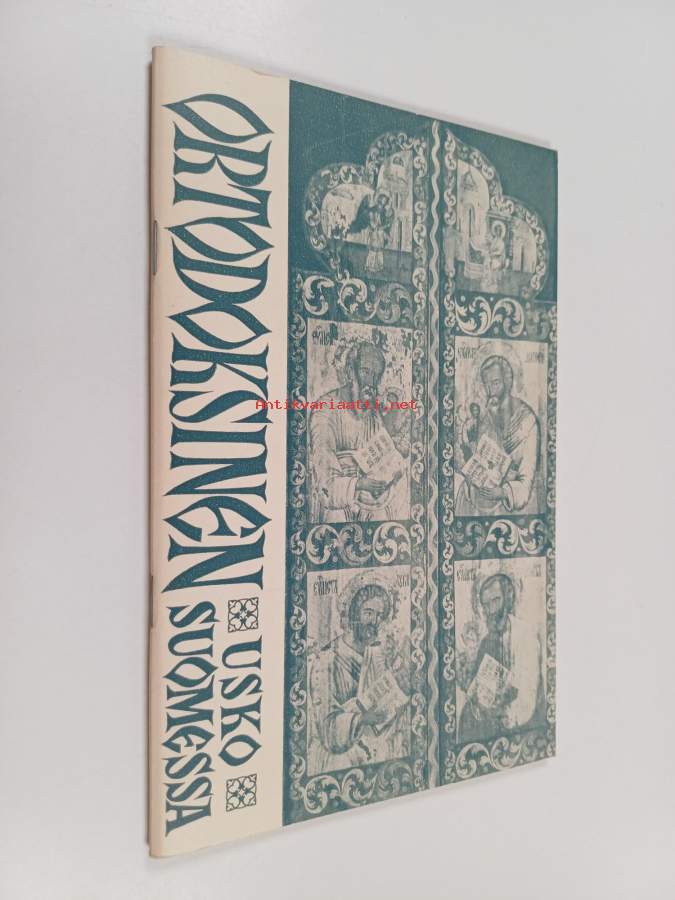 ORTODOKSINEN
USKO
SUOMESSA
Antikvariaatti.net